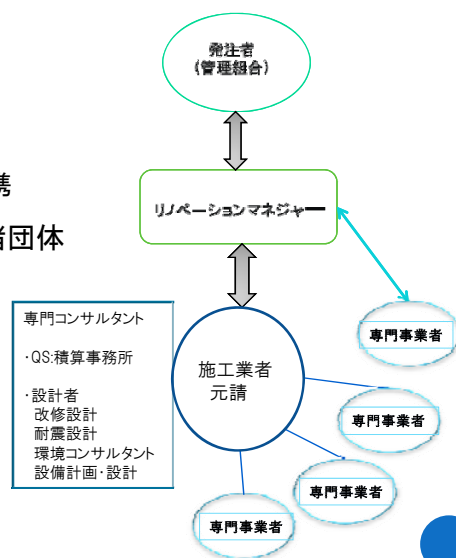 発注者
(管理組合)
リノベーションマネジャー
携
者団体
専門事業者
専門コンサルタント
・QS:積算事務所
・設計者
改修設計
耐震設計
環境コンサルタント
設備計画・設計
施工業者
元請
専門事業者
専門事業者
専門事業者